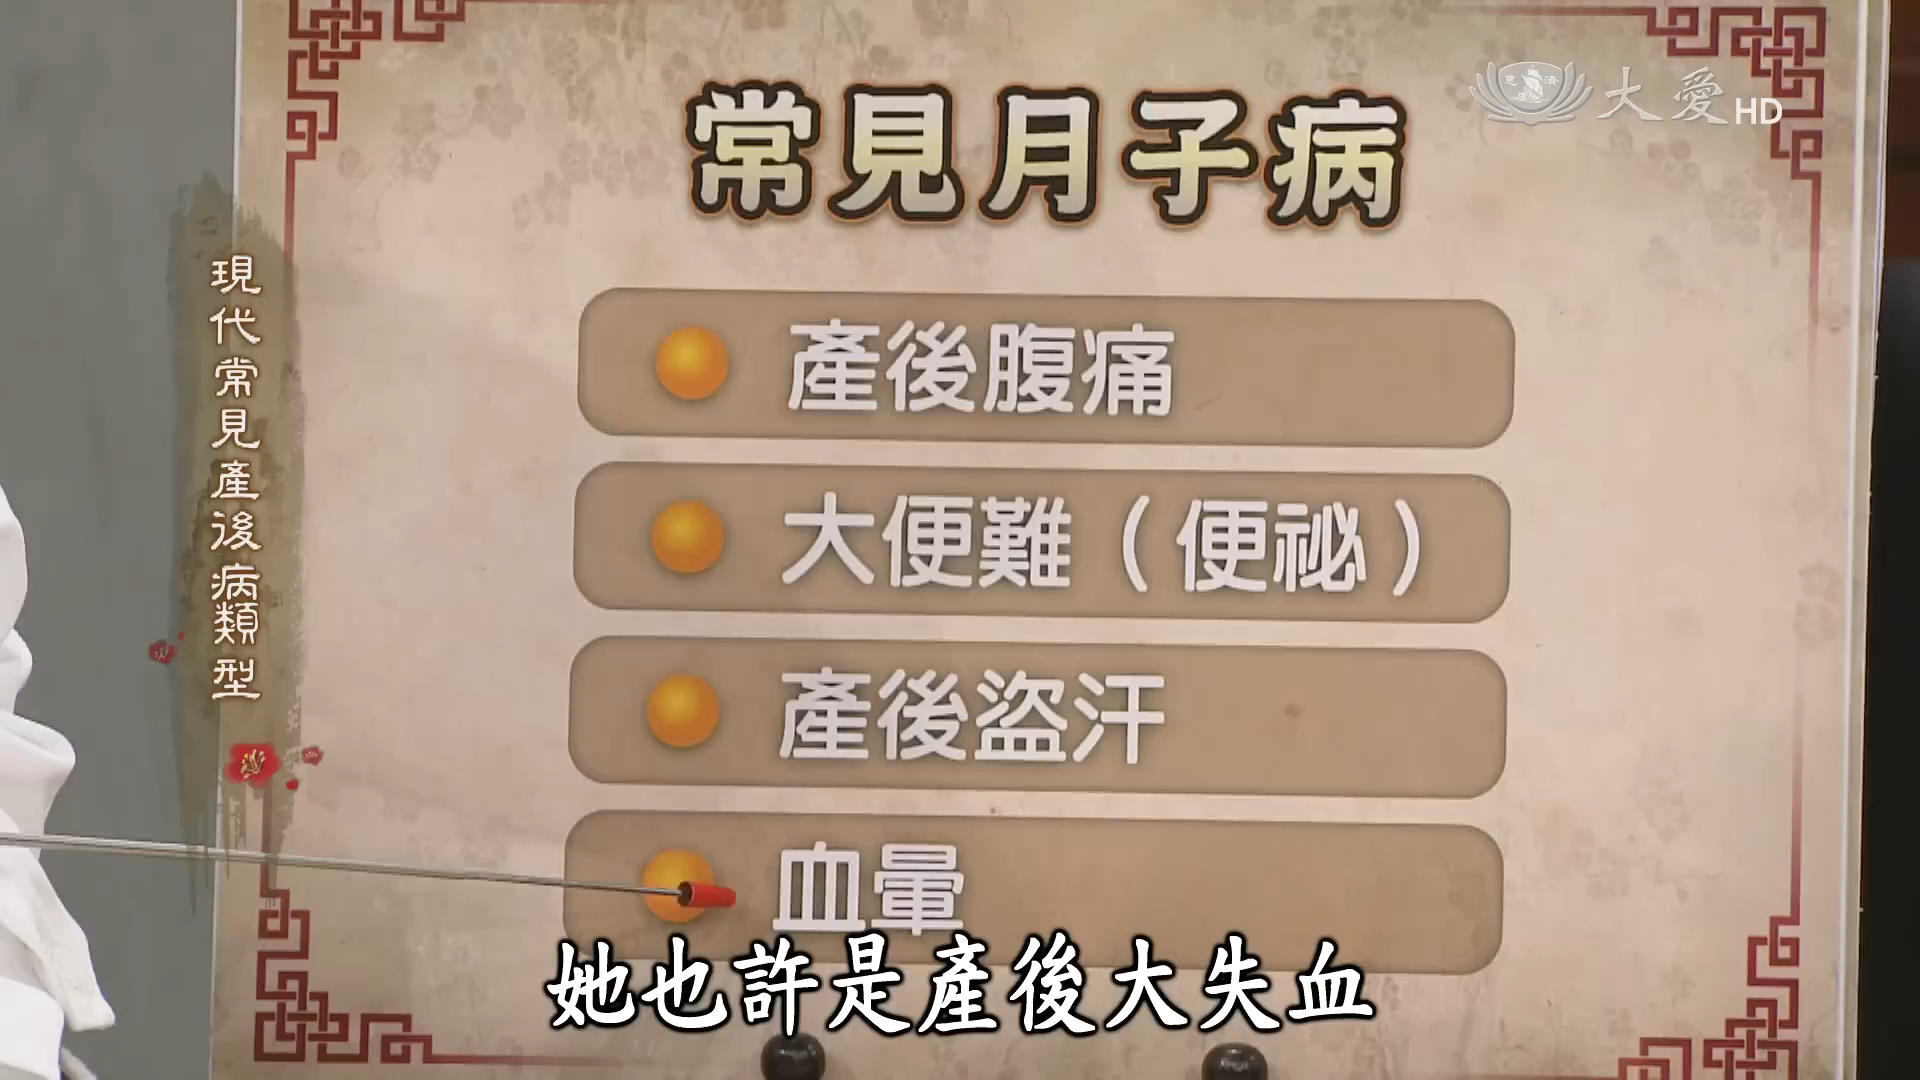 常見月子病
大愛HD
現代常見產後病類型
產後腹痛
大便難（便祕）
產後盜汗
血暈
她也許是產後大失血